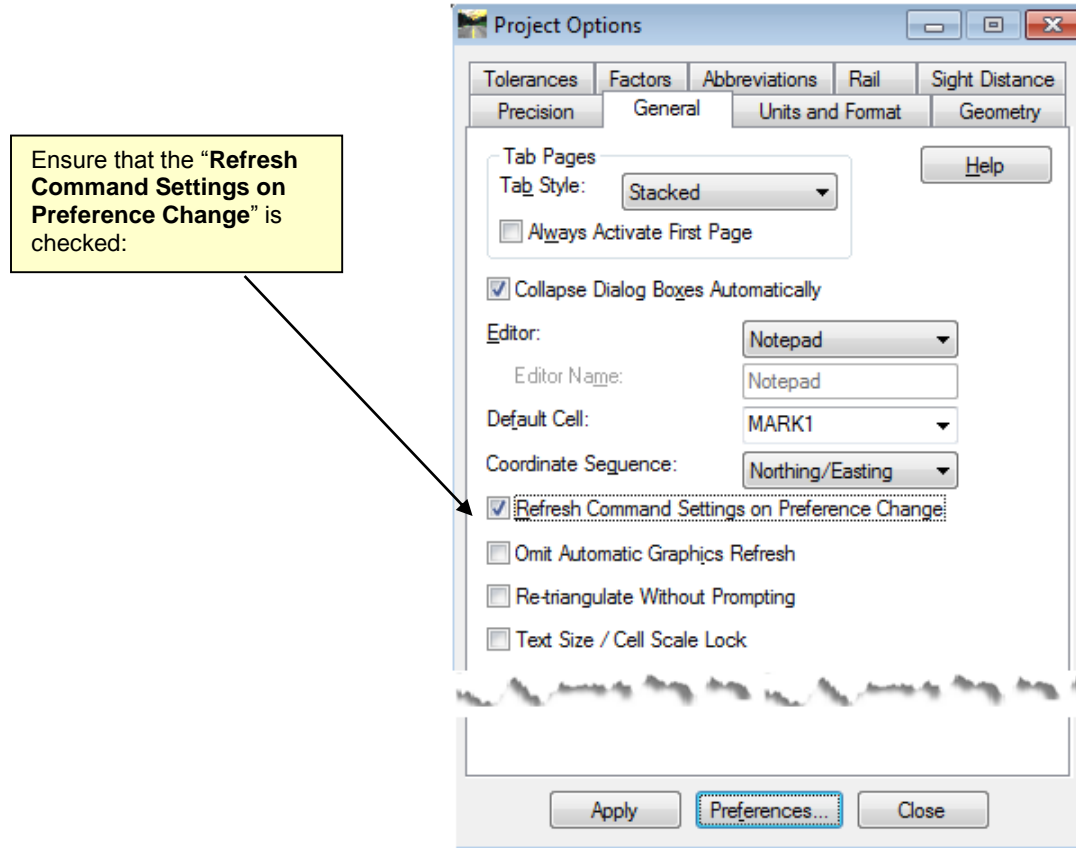 Project Options
Tolerances Factors Abbreviations Rail Sight Distance
Precision General Units and Format Geometry
Ensure that the “Refresh
Command Settings on
Preference Change” is
checked:
Tab Pages
Tab Style: Stacked
Help
Always Activate First Page
Collapse Dialog Boxes Automatically
Editor: Notepad
Editor Name: Notepad
Default Cell: MARK1
Coordinate Sequence: Northing/Easting
Refresh Command Settings on Preference Change
Omit Automatic Graphics Refresh
Re-triangulate Without Prompting
Text Size / Cell Scale Lock
Apply Preferences... Close